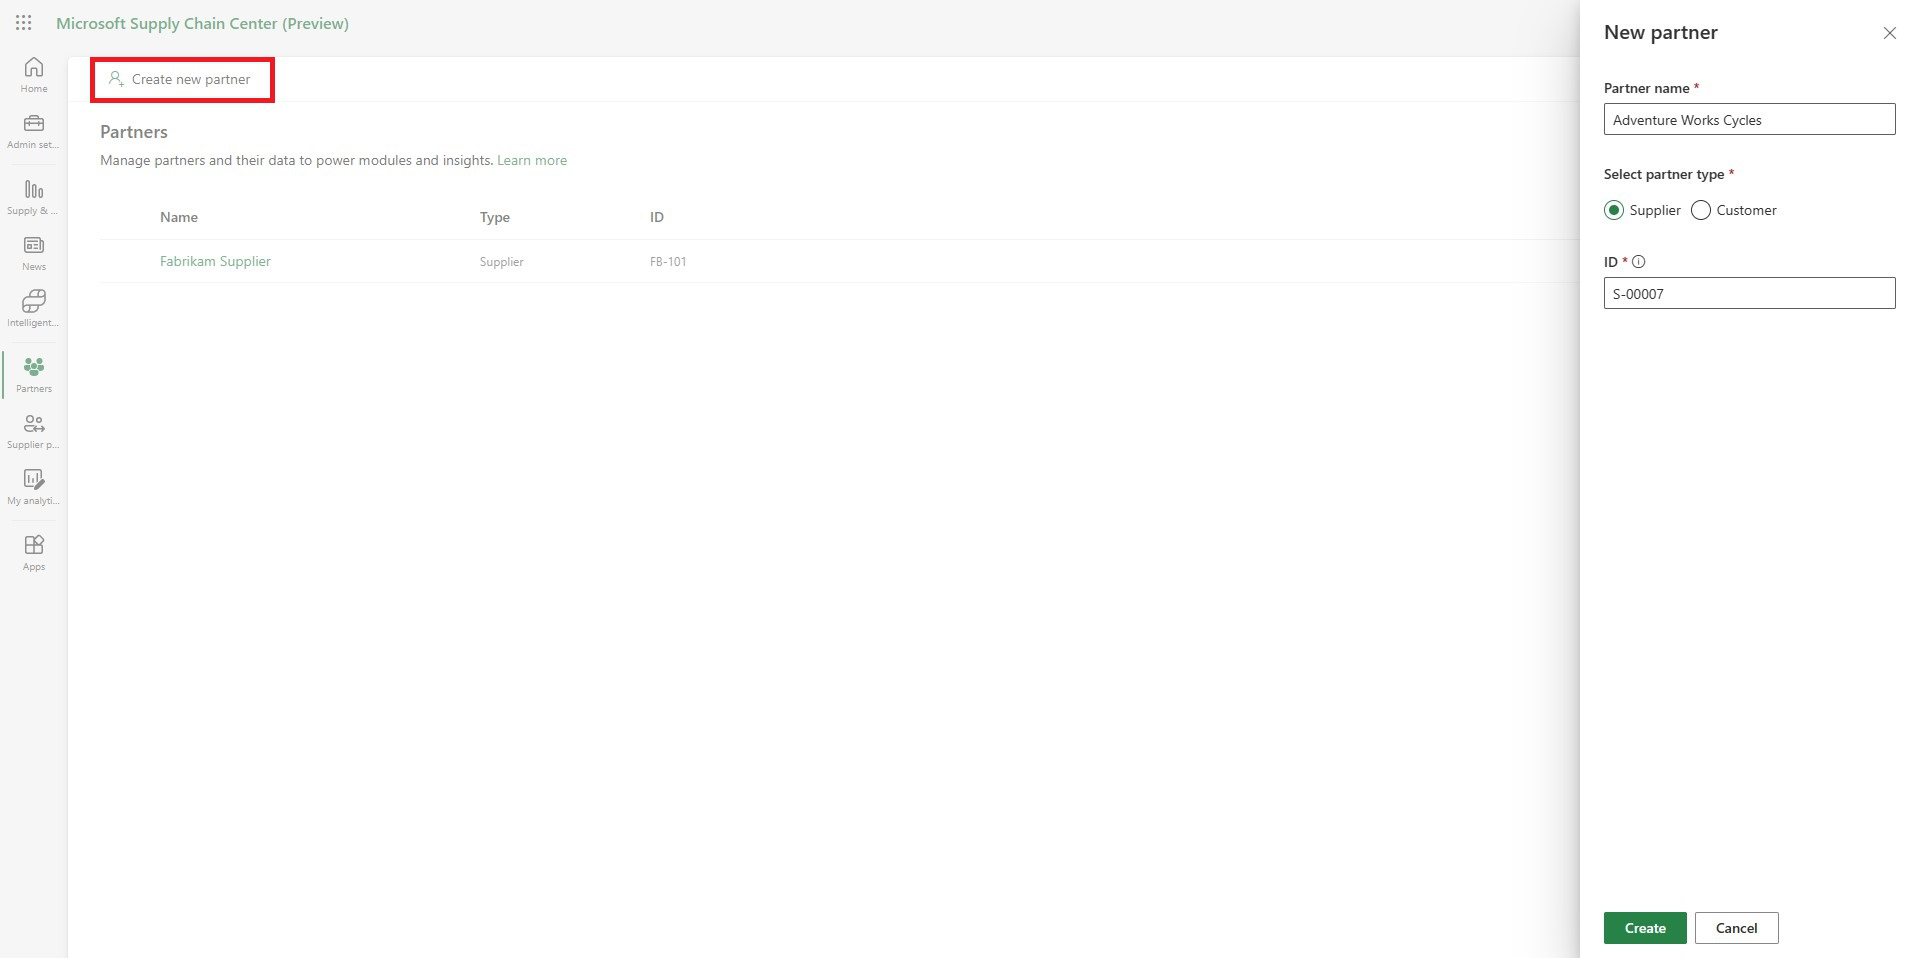 Microsoft Supply Chain Center (Preview)
Home
Admin set...
Supply & ...
News
Intelligent...
Partners
Supplier p...
My analyti...
Apps
Create new partner
Partners
Manage partners and their data to power modules and insights. Learn more
Name Type ID
Fabrikam Supplier Supplier FB-101
New partner
Partner name *
Adventure Works Cycles
Select partner type *
Supplier Customer
ID *
S-00007
Create Cancel